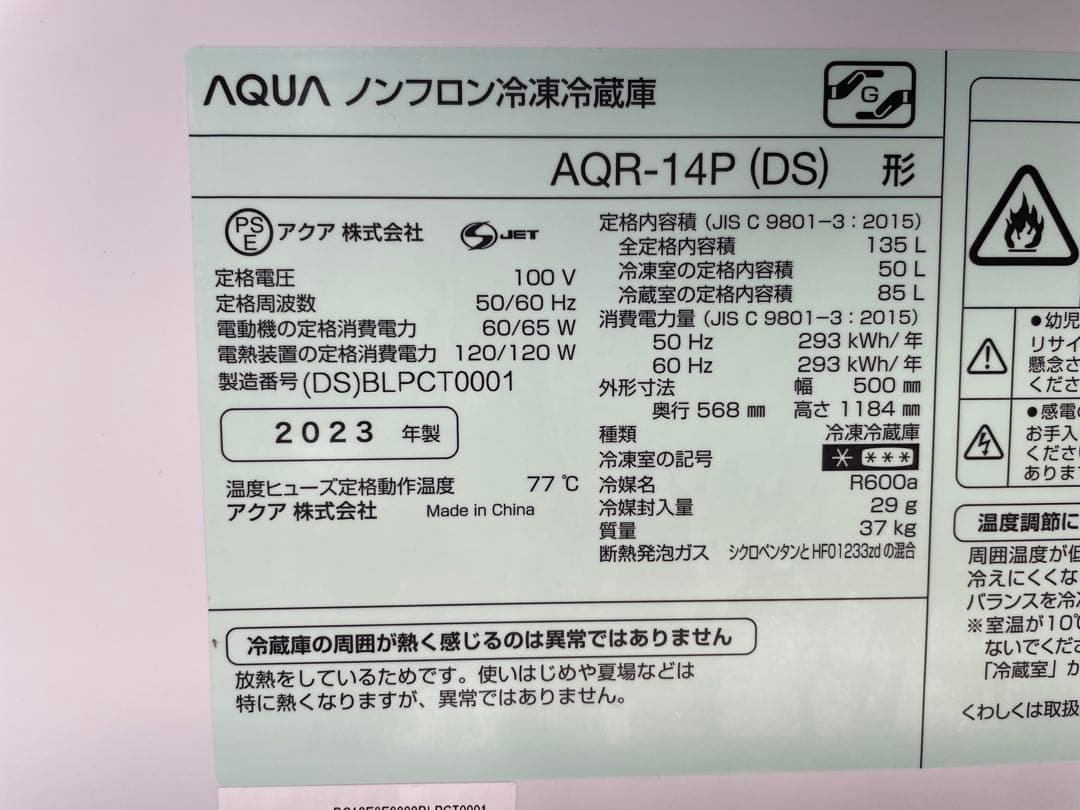 AQUA ノンフロン冷凍冷蔵庫
G
AQR-14P (DS) 形
PSE アクア 株式会社 S-JET
定格電圧 100 V
定格周波数 50/60 Hz
電動機の定格消費電力 60/65 W
電熱装置の定格消費電力 120/120 W
製造番号 (DS)BLPCT0001
2023 年製
温度ヒューズ定格動作温度 77 ℃
アクア 株式会社 Made in China
定格内容積 (JIS C 9801-3 : 2015)
全定格内容積 135 L
冷凍室の定格内容積 50 L
冷蔵室の定格内容積 85 L
消費電力量 (JIS C 9801-3 : 2015)
50 Hz 293 kWh/ 年
60 Hz 293 kWh/ 年
外形寸法 幅 500 ㎜
奥行 568 ㎜ 高さ 1184 ㎜
種類 冷凍冷蔵庫
冷凍室の記号 * ***
冷媒名 R600a
冷媒封入量 29 g
質量 37 kg
断熱発泡ガス シクロペンタンとHFO1233zdの混合
冷蔵庫の周囲が熱く感じるのは異常ではありません
放熱をしているためです。使いはじめや夏場などは
特に熱くなりますが、異常ではありません。
●幼児
リサイ
懸念さ
くださ
●感電の
お手入
ください
ありま
温度調節に
周囲温度が低
冷えにくくな
バランスを冷
※室温が10℃
ないでくださ
「冷蔵室」か
くわしくは取扱